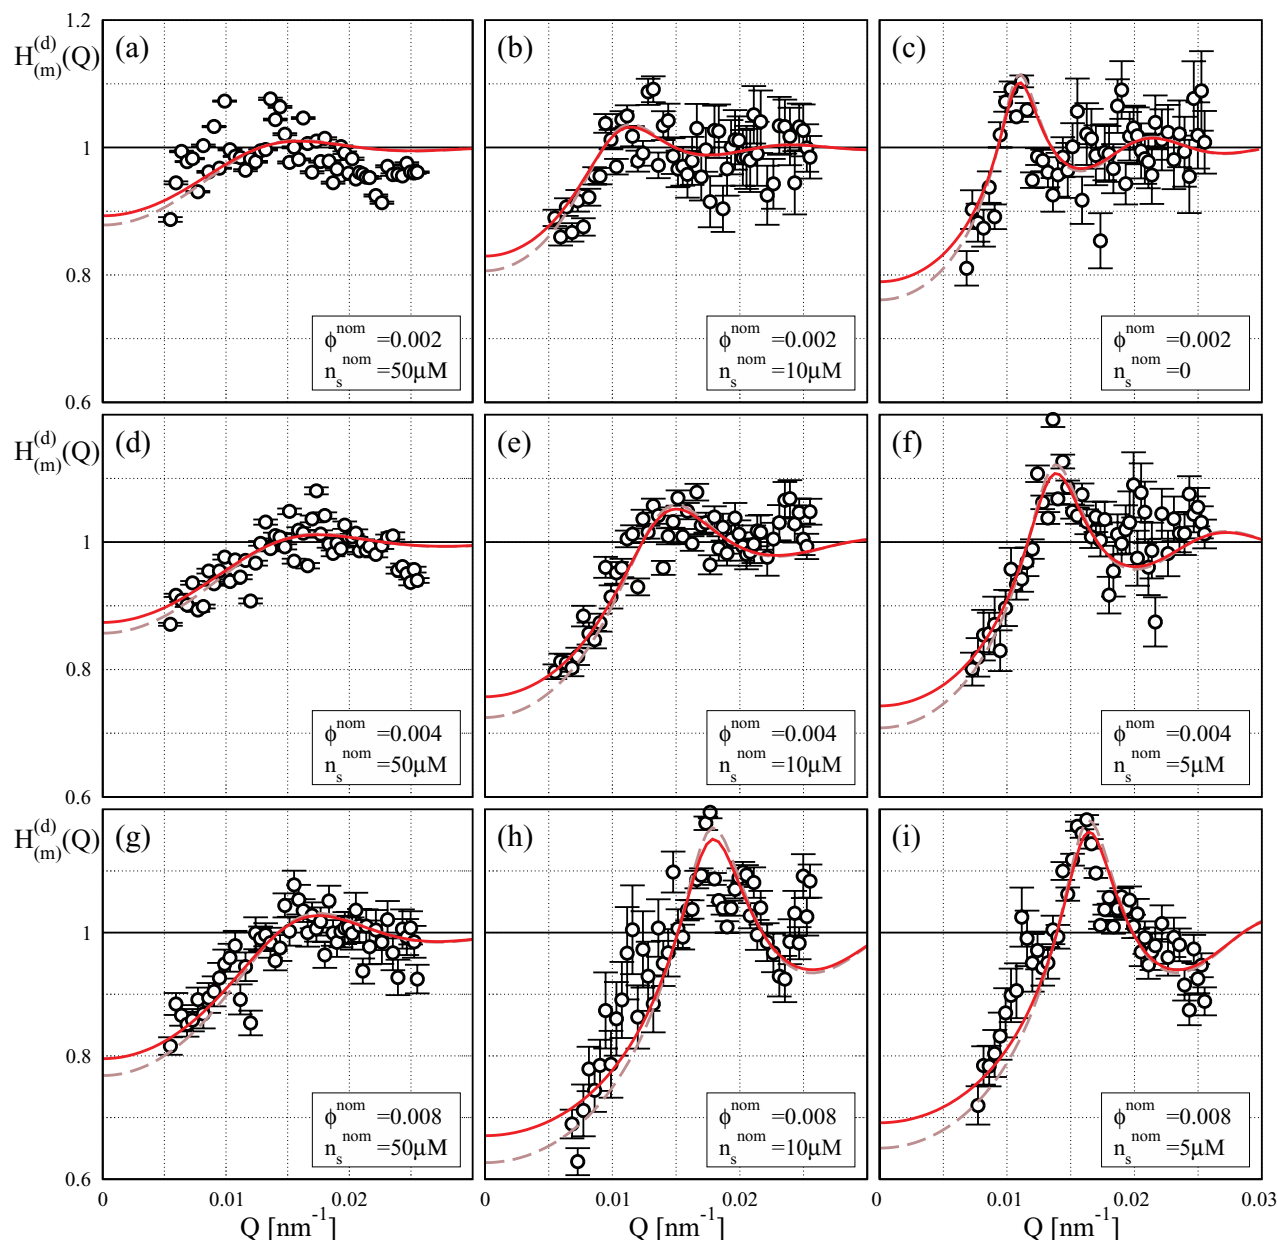 1.2
H(m)(d)(Q)
(a)
(b)
(c)
1
0.8
0.6
ϕnom =0.002
nsnom =50µM
ϕnom =0.002
nsnom =10µM
ϕnom =0.002
nsnom =0
H(m)(d)(Q)
(d)
(e)
(f)
1
0.8
0.6
ϕnom =0.004
nsnom =50µM
ϕnom =0.004
nsnom =10µM
ϕnom =0.004
nsnom =5µM
H(m)(d)(Q)
(g)
(h)
(i)
1
0.8
0.6
ϕnom =0.008
nsnom =50µM
ϕnom =0.008
nsnom =10µM
ϕnom =0.008
nsnom =5µM
0 0.01 0.02 0 0.01 0.02 0 0.01 0.02 0.03
Q [nm-1] Q [nm-1] Q [nm-1]